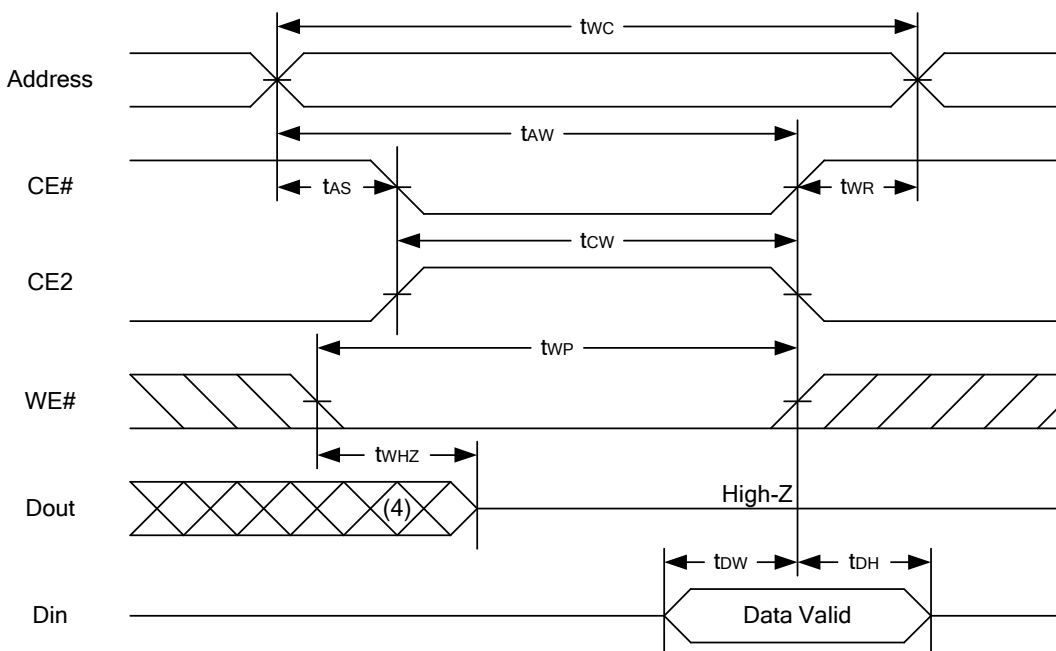 tWC
Address
tAW
CE#
tAS
tWR
tCW
CE2
tWP
WE#
tWHZ
Dout
(4)
High-Z
tDW
tDH
Din
Data Valid